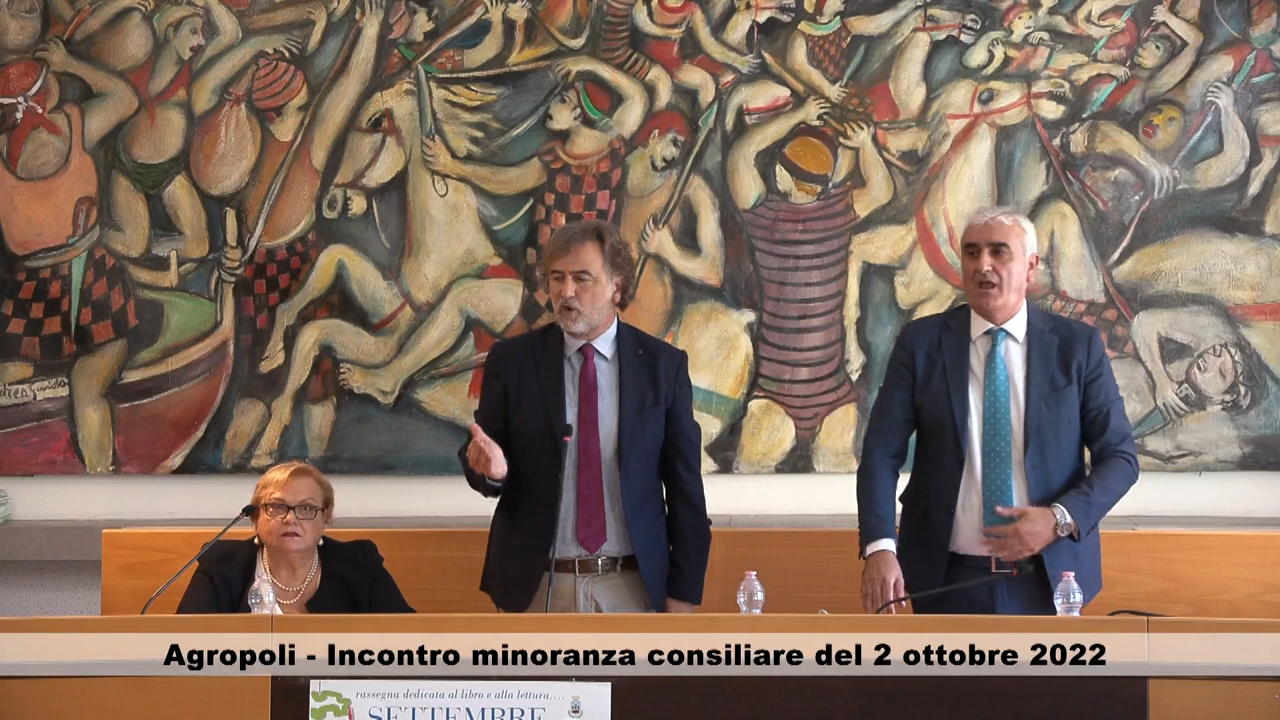 Agropoli - Incontro minoranza consiliare del 2 ottobre 2022
rassegna dedicata al libro e alla lettura....
SETTEMBRE